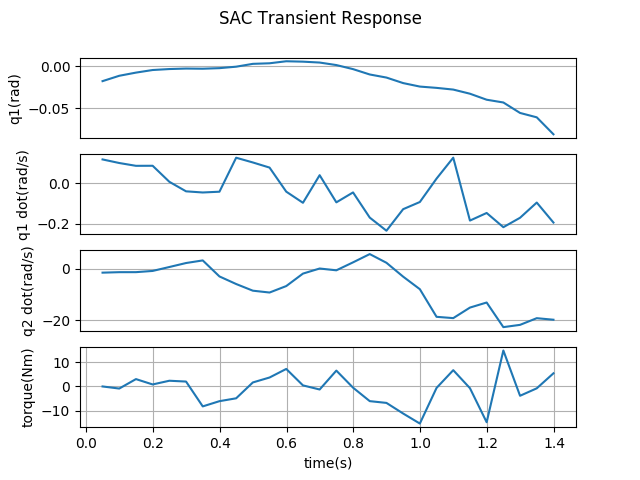 SAC Transient Response
q1(rad)
0.00
−0.05
q1 dot(rad/s)
0.0
−0.2
q2 dot(rad/s)
0
−20
torque(Nm)
10
0
−10
0.0 0.2 0.4 0.6 0.8 1.0 1.2 1.4
time(s)